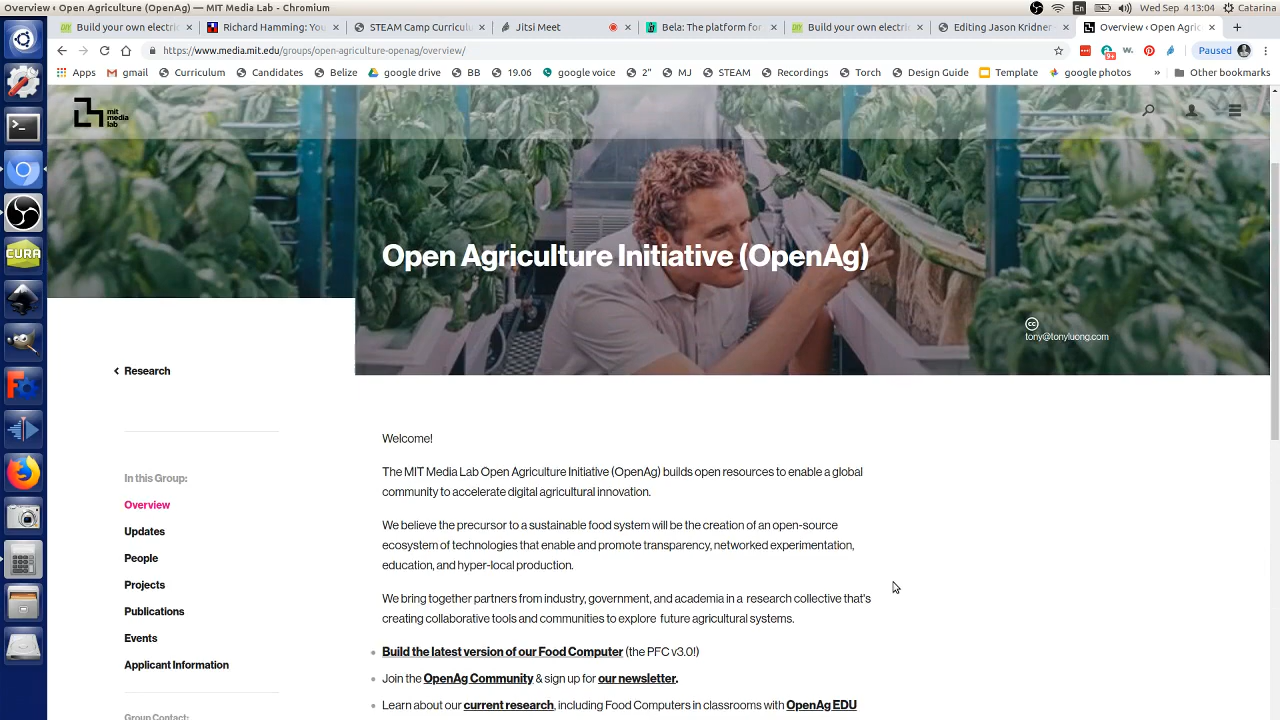 Overview ‹ Open Agriculture (OpenAg) — MIT Media Lab - Chromium
En
Wed Sep 4 13:04
Catarina
Build your own electri
Richard Hamming: You
STEM Camp Curricula
Jitsi Meet
Bela: The platform for
Build your own electri
Editing Jason Kridner
Overview ‹ Open Agric
https://www.media.mit.edu/groups/open-agriculture-openag/overview/
9+
W.
Paused
Apps
gmail
Curriculum
Candidates
Belize
google drive
BB
19.06
google voice
2"
MJ
STEAM
Recordings
Torch
Design Guide
Template
google photos
»
Other bookmarks
mit
media
lab
CURA
Open Agriculture Initiative (OpenAg)
cc
tony@tonyluong.com
Research
In this Group:
Overview
Updates
People
Projects
Publications
Events
Applicant Information
Group Contact:
Welcome!
The MIT Media Lab Open Agriculture Initiative (OpenAg) builds open resources to enable a global
community to accelerate digital agricultural innovation.
We believe the precursor to a sustainable food system will be the creation of an open-source
ecosystem of technologies that enable and promote transparency, networked experimentation,
education, and hyper-local production.
We bring together partners from industry, government, and academia in a research collective that's
creating collaborative tools and communities to explore future agricultural systems.
Build the latest version of our Food Computer (the PFC v3.0!)
Join the OpenAg Community & sign up for our newsletter.
Learn about our current research, including Food Computers in classrooms with OpenAg EDU